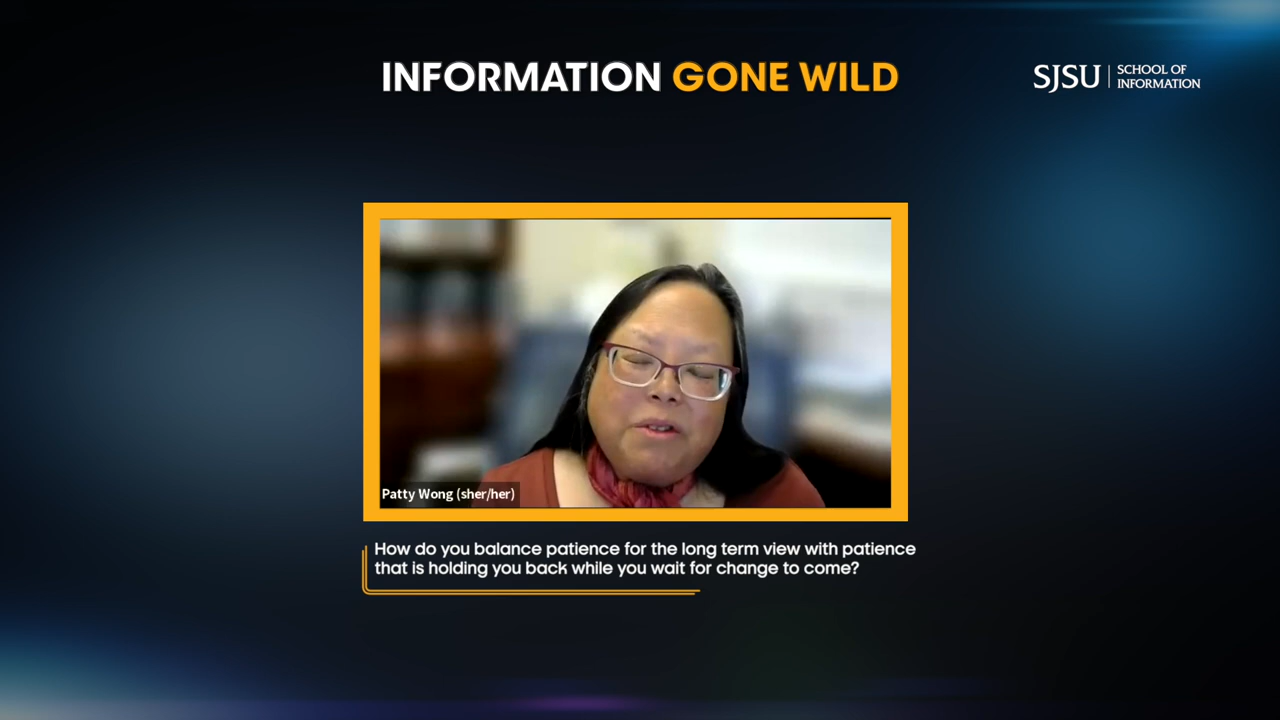 INFORMATION GONE WILD
SJSU
SCHOOL OF
INFORMATION
Patty Wong (sher/her)
How do you balance patience for the long term view with patience
that is holding you back while you wait for change to come?